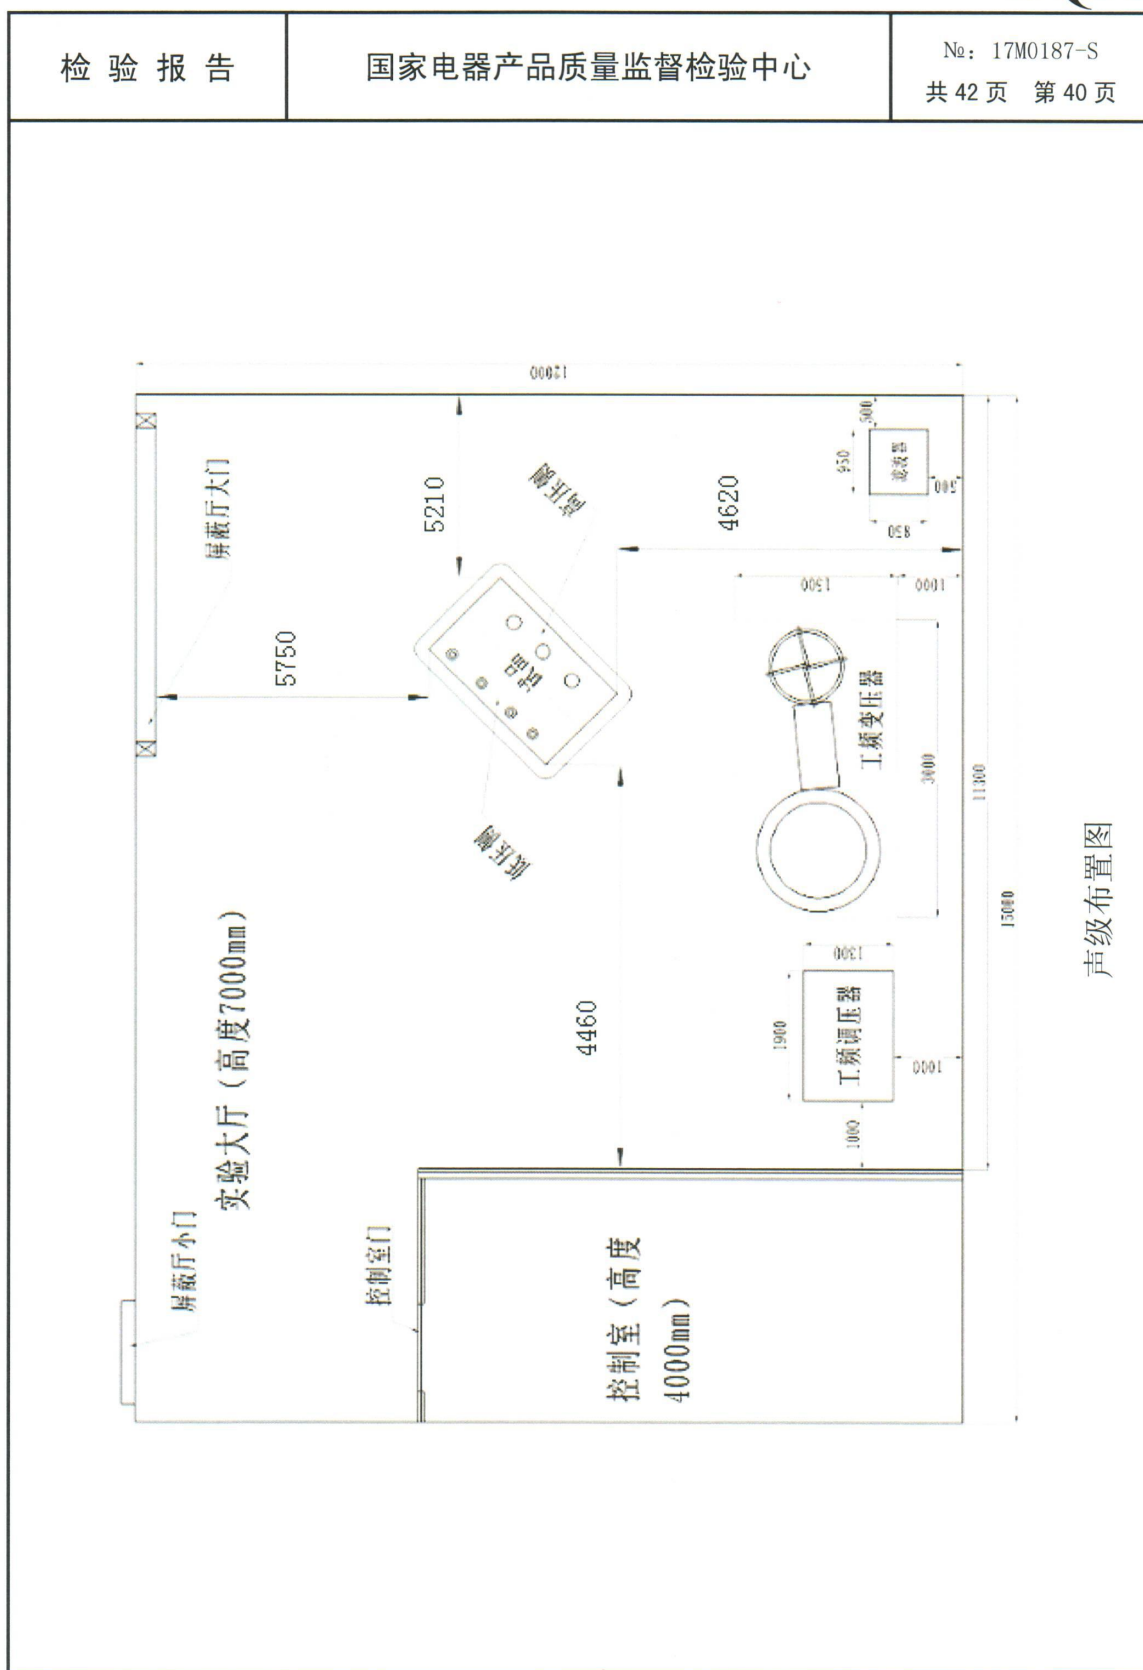 检验报告
国家电器产品质量监督检验中心
№: 17M0187-S
共 42 页 第 40 页
12000
屏蔽厅大门
5210
高压侧
500
950
滤波器
500
850
4620
5750
试品
1500
1000
工频变压器
3000
11300
15000
低压侧
实验大厅（高度7000mm）
4460
1300
1900
工频调压器
1000
1000
屏蔽厅小门
控制室门
控制室（高度
4000mm）
声级布置图